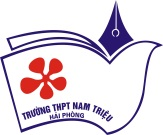 TRƯỜNG THPT NAM TRIỆU
HẢI PHÒNG